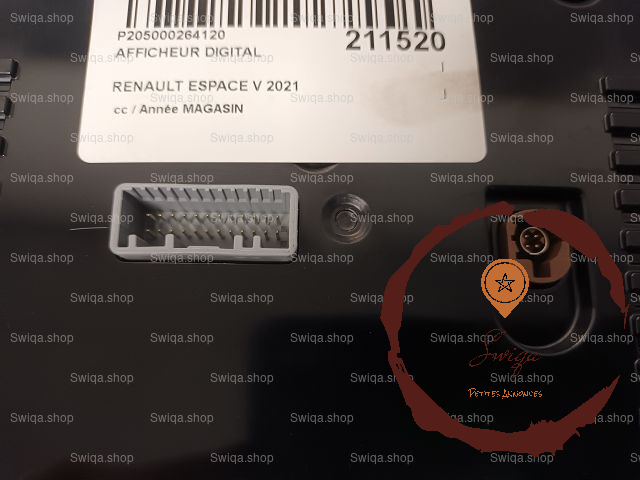 P205000264120
211520
AFFICHEUR DIGITAL
RENAULT ESPACE V 2021
cc / Année MAGASIN
Swiqa
PETITES ANNONCES
Swiqa.shop